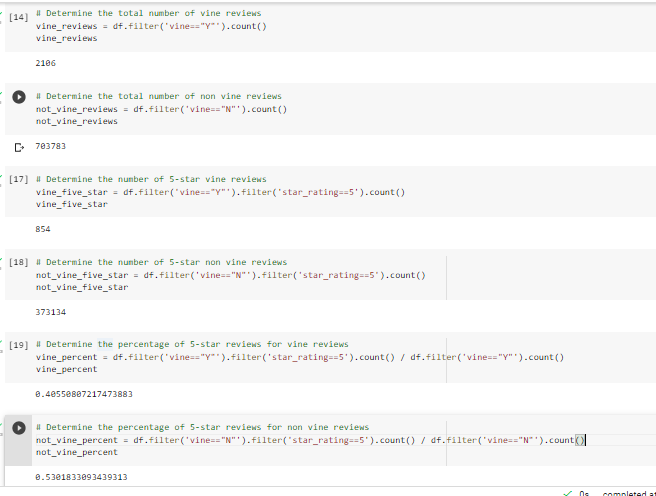 [14] # Determine the total number of vine reviews
vine_reviews = df.filter('vine=="Y"').count()
vine_reviews
2106
# Determine the total number of non vine reviews
not_vine_reviews = df.filter('vine=="N"').count()
not_vine_reviews
703783
[17] # Determine the number of 5-star vine reviews
vine_five_star = df.filter('vine=="Y"').filter('star_rating==5').count()
vine_five_star
854
[18] # Determine the number of 5-star non vine reviews
not_vine_five_star = df.filter('vine=="N"').filter('star_rating==5').count()
not_vine_five_star
373134
[19] # Determine the percentage of 5-star reviews for vine reviews
vine_percent = df.filter('vine=="Y"').filter('star_rating==5').count() / df.filter('vine=="Y"').count()
vine_percent
0.40550807217473883
# Determine the percentage of 5-star reviews for non vine reviews
not_vine_percent = df.filter('vine=="N"').filter('star_rating==5').count() / df.filter('vine=="N"').count()
not_vine_percent
0.5301833093439313
0s completed at